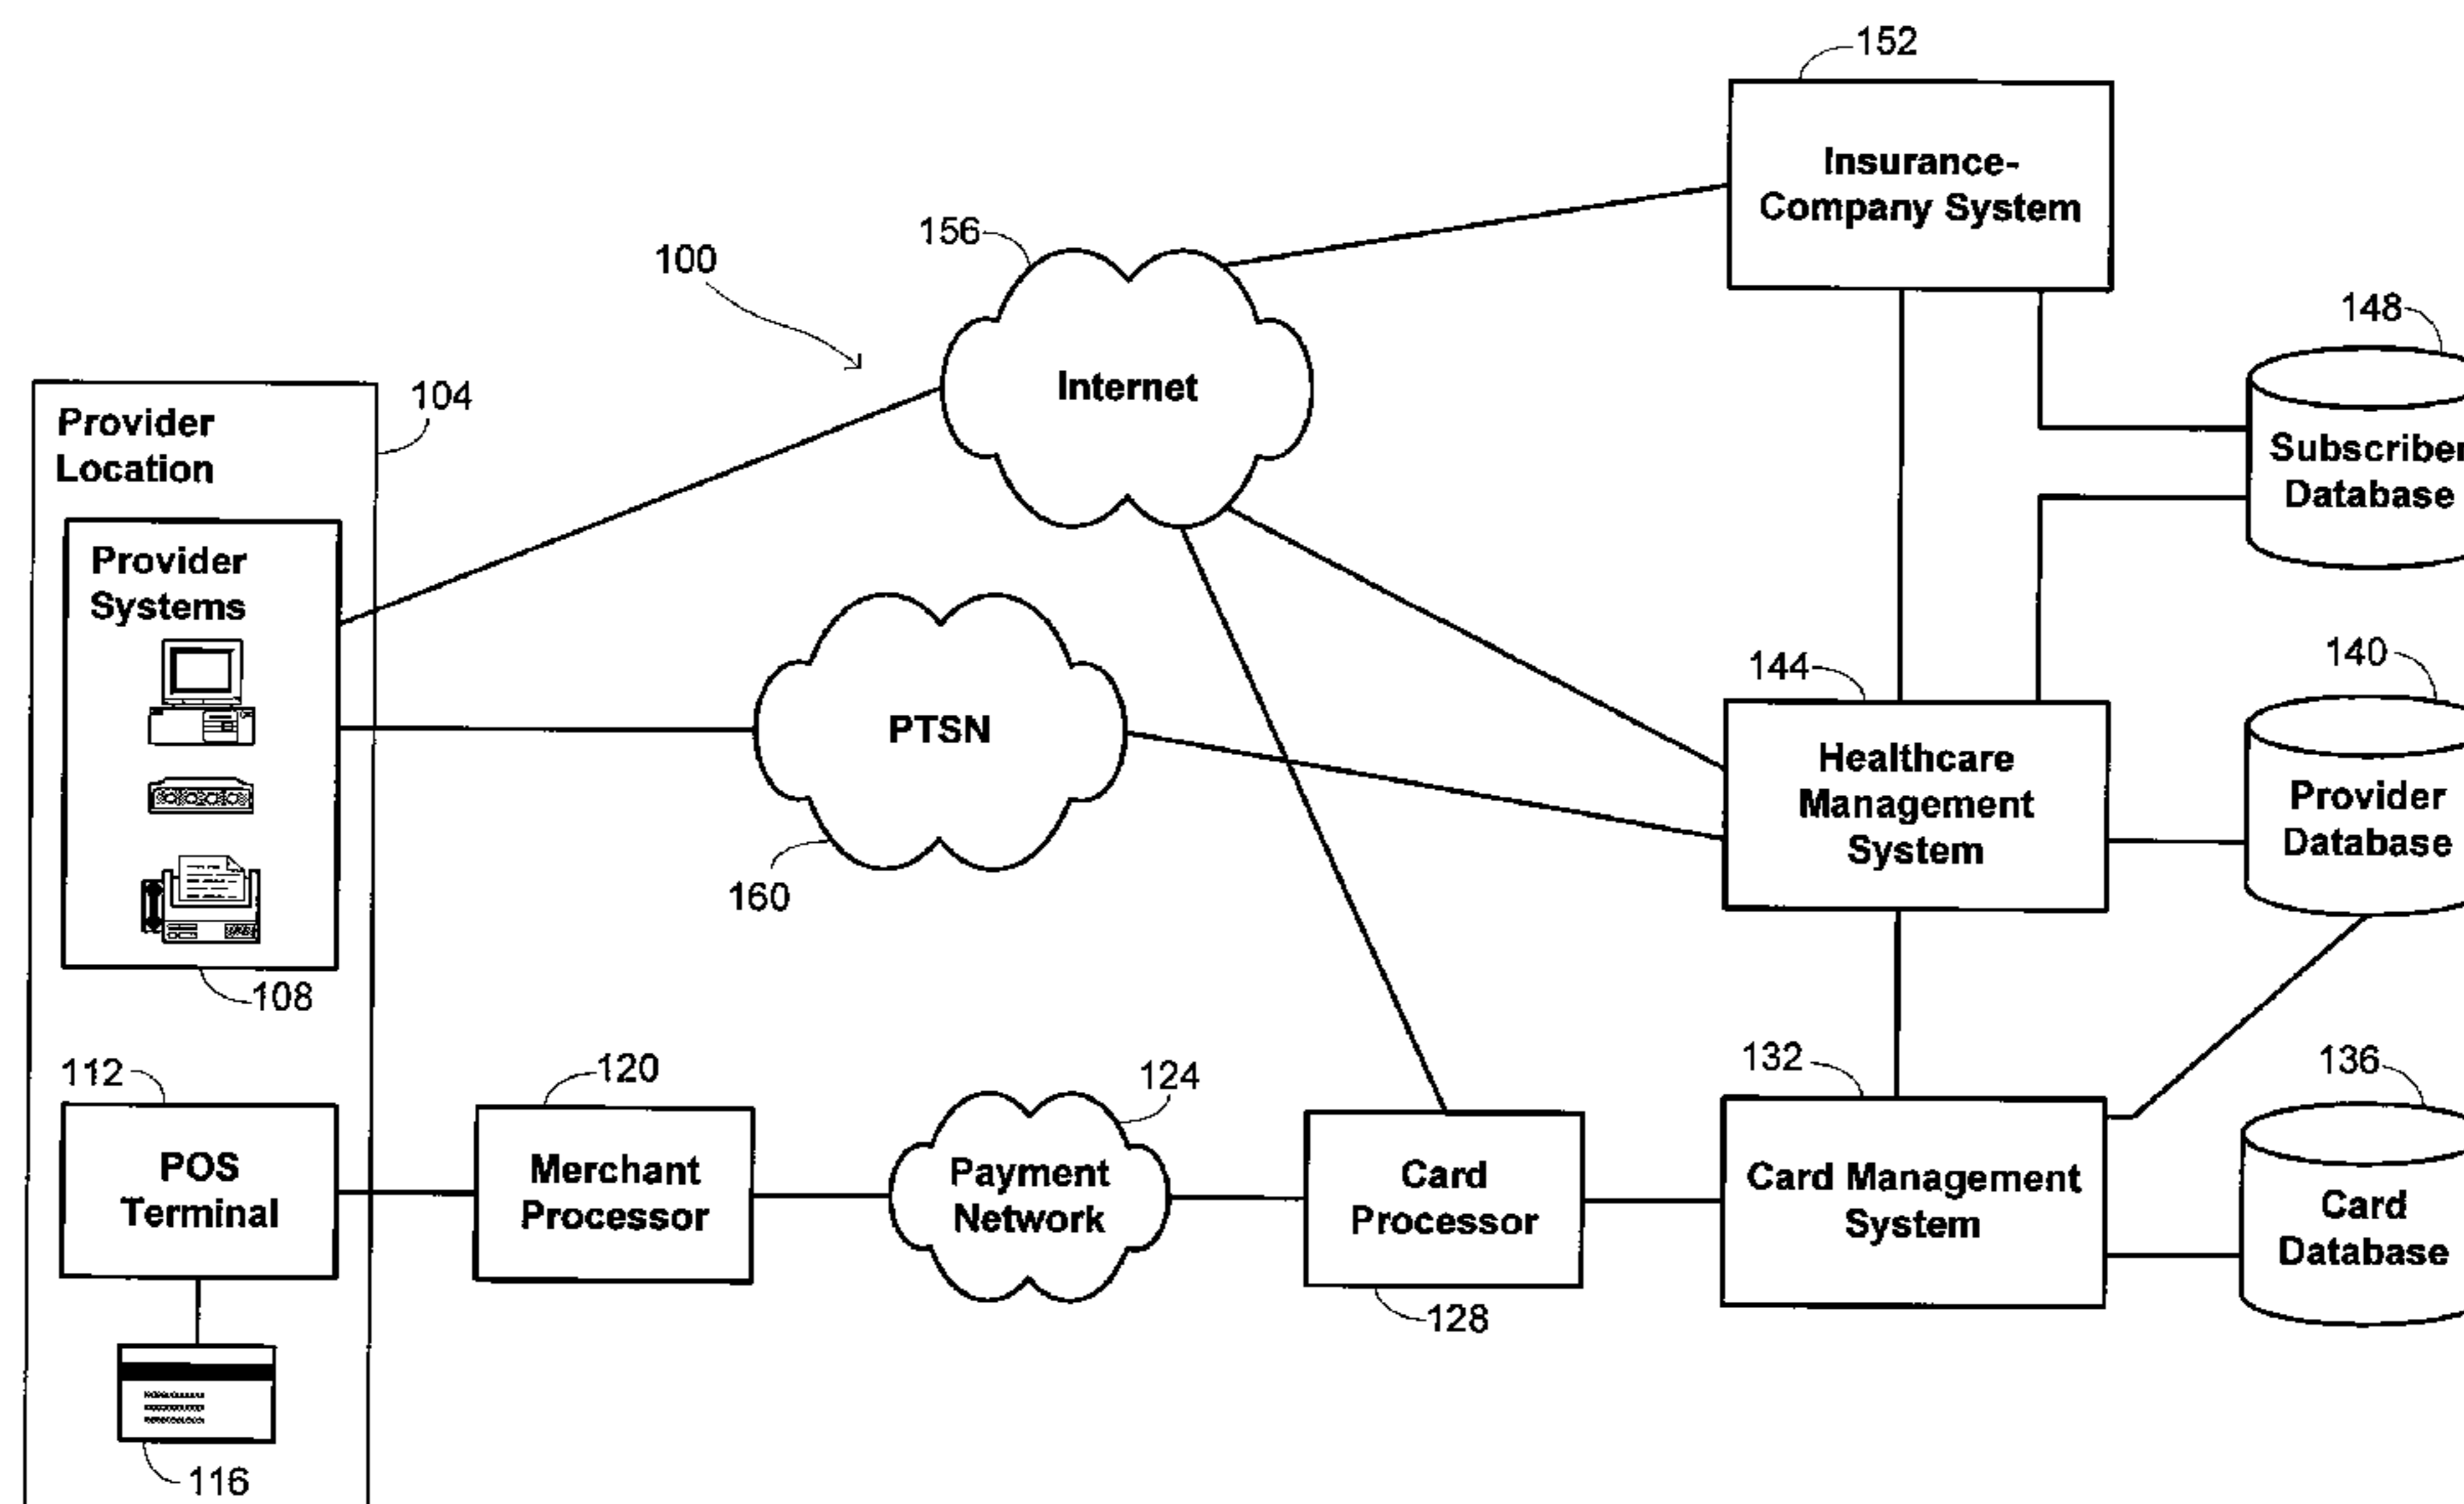 152
Insurance-
Company System
156
100
Internet
148
Subscriber
Database
104
Provider
Location
Provider
Systems
PTSN
160
144
Healthcare
Management
System
140
Provider
Database
108
112
POS
Terminal
120
Merchant
Processor
124
Payment
Network
Card
Processor
128
132
Card Management
System
136
Card
Database
116